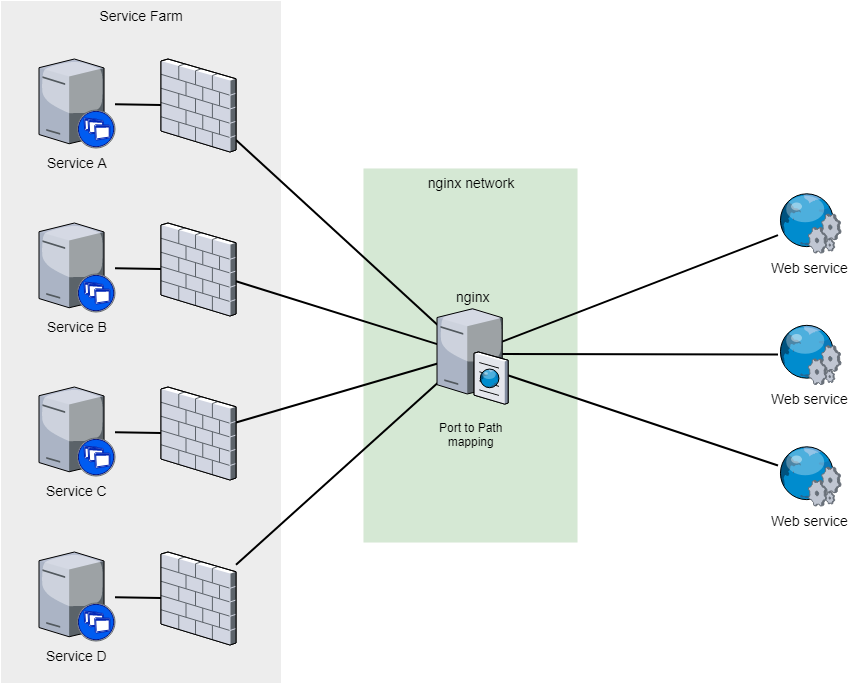 Service Farm
Service A
Service B
Service C
Service D
nginx network
nginx
Port to Path
mapping
Web service
Web service
Web service